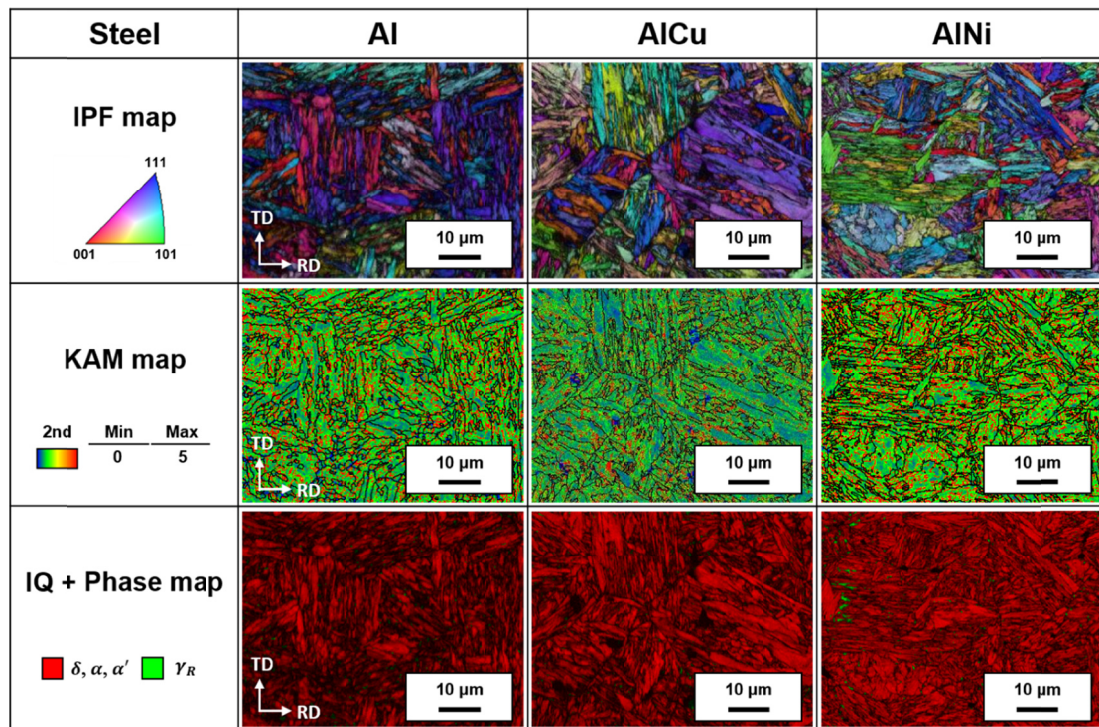 Steel Al AlCu AlNi
IPF map
111
001 101
TD
RD
10 µm
10 µm
10 µm
KAM map
2nd Min Max
0 5
TD
RD
10 µm
10 µm
10 µm
IQ + Phase map
δ, α, α′ γR
TD
RD
10 µm
10 µm
10 µm